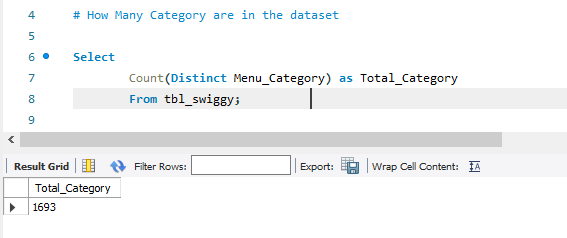 4 # How Many Category are in the dataset
5
6 Select
7 Count(Distinct Menu_Category) as Total_Category
8 From tbl_swiggy;
9
Result Grid Filter Rows: Export: Wrap Cell Content:
Total_Category
1693